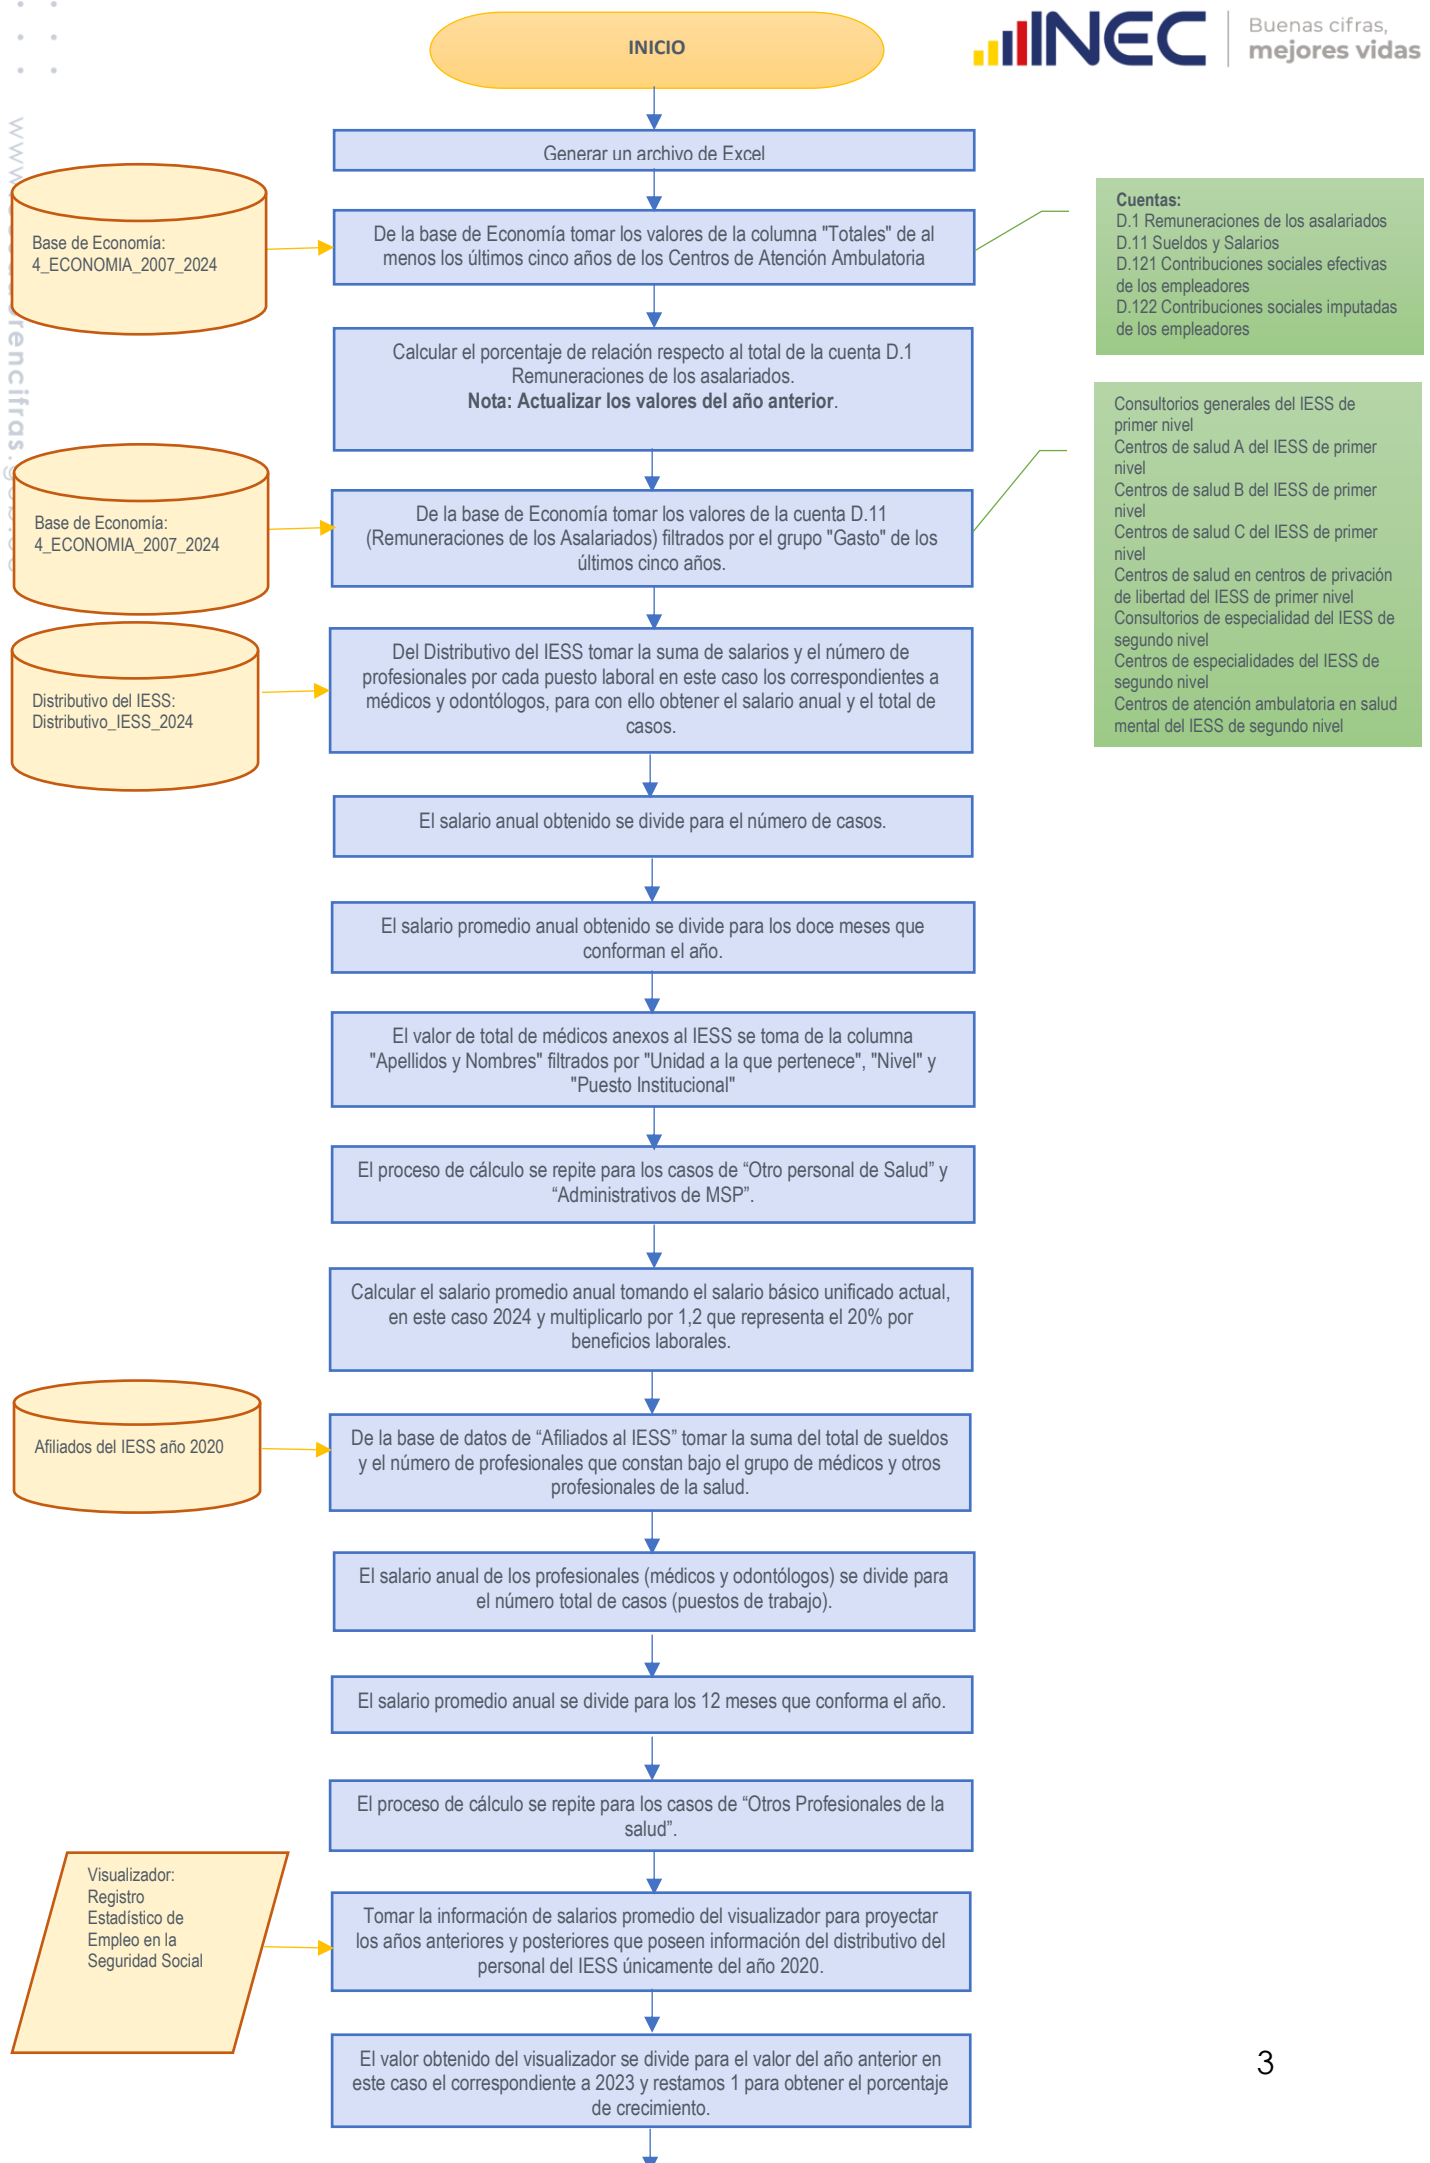 INICIO
INEC
Buenas cifras,
mejores vidas
Generar un archivo de Excel
Base de Economía:
4_ECONOMIA_2007_2024
De la base de Economía tomar los valores de la columna "Totales" de al
menos los últimos cinco años de los Centros de Atención Ambulatoria
Cuentas:
D.1 Remuneraciones de los asalariados
D.11 Sueldos y Salarios
D.121 Contribuciones sociales efectivas
de los empleadores
D.122 Contribuciones sociales imputadas
de los empleadores
Calcular el porcentaje de relación respecto al total de la cuenta D.1
Remuneraciones de los asalariados.
Nota: Actualizar los valores del año anterior.
Base de Economía:
4_ECONOMIA_2007_2024
De la base de Economía tomar los valores de la cuenta D.11
(Remuneraciones de los Asalariados) filtrados por el grupo "Gasto" de los
últimos cinco años.
Consultorios generales del IESS de
primer nivel
Centros de salud A del IESS de primer
nivel
Centros de salud B del IESS de primer
nivel
Centros de salud C del IESS de primer
nivel
Centros de salud en centros de privación
de libertad del IESS de primer nivel
Consultorios de especialidad del IESS de
segundo nivel
Centros de especialidades del IESS de
segundo nivel
Centros de atención ambulatoria en salud
mental del IESS de segundo nivel
Distributivo del IESS:
Distributivo_IESS_2024
Del Distributivo del IESS tomar la suma de salarios y el número de
profesionales por cada puesto laboral en este caso los correspondientes a
médicos y odontólogos, para con ello obtener el salario anual y el total de
casos.
El salario anual obtenido se divide para el número de casos.
El salario promedio anual obtenido se divide para los doce meses que
conforman el año.
El valor de total de médicos anexos al IESS se toma de la columna
"Apellidos y Nombres" filtrados por "Unidad a la que pertenece", "Nivel" y
"Puesto Institucional"
El proceso de cálculo se repite para los casos de “Otro personal de Salud” y
“Administrativos de MSP”.
Calcular el salario promedio anual tomando el salario básico unificado actual,
en este caso 2024 y multiplicarlo por 1,2 que representa el 20% por
beneficios laborales.
Afiliados del IESS año 2020
De la base de datos de “Afiliados al IESS” tomar la suma del total de sueldos
y el número de profesionales que constan bajo el grupo de médicos y otros
profesionales de la salud.
El salario anual de los profesionales (médicos y odontólogos) se divide para
el número total de casos (puestos de trabajo).
El salario promedio anual se divide para los 12 meses que conforma el año.
El proceso de cálculo se repite para los casos de “Otros Profesionales de la
salud”.
Visualizador:
Registro
Estadístico de
Empleo en la
Seguridad Social
Tomar la información de salarios promedio del visualizador para proyectar
los años anteriores y posteriores que poseen información del distributivo del
personal del IESS únicamente del año 2020.
El valor obtenido del visualizador se divide para el valor del año anterior en
este caso el correspondiente a 2023 y restamos 1 para obtener el porcentaje
de crecimiento.
3